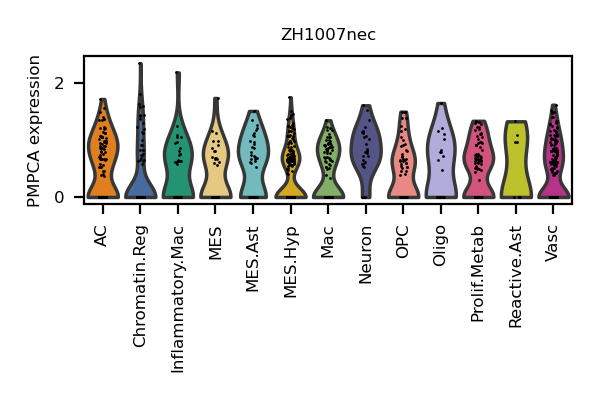 ZH1007nec
PMPCA expression
2
0
AC
Chromatin.Reg
Inflammatory.Mac
MES
MES.Ast
MES.Hyp
Mac
Neuron
OPC
Oligo
Prolif.Metab
Reactive.Ast
Vasc